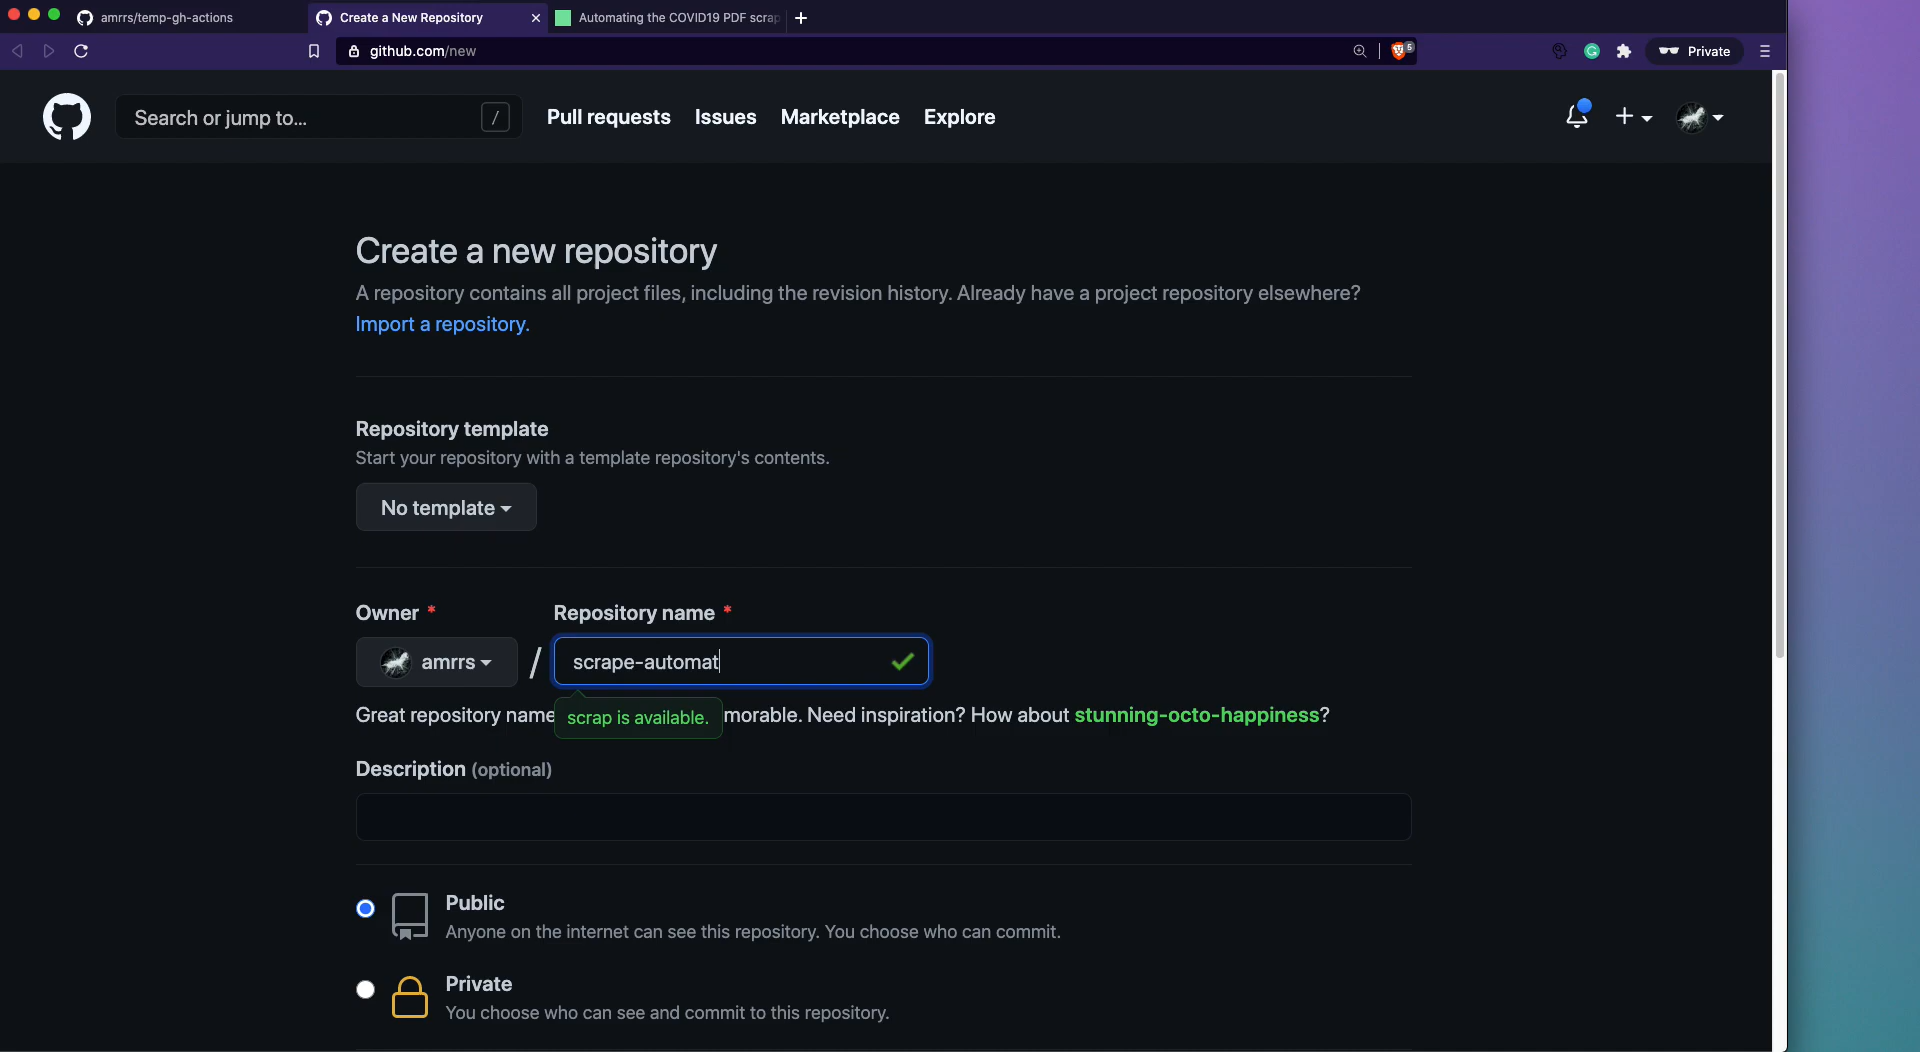 amrrs/temp-gh-actions
Create a New Repository
Automating the COVID19 PDF scrap
github.com/new
5
Private
Search or jump to...
/
Pull requests
Issues
Marketplace
Explore
Create a new repository
A repository contains all project files, including the revision history. Already have a project repository elsewhere?
Import a repository.
Repository template
Start your repository with a template repository's contents.
No template
Owner *
Repository name *
amrrs
/
scrape-automat
Great repository name
scrap is available.
morable. Need inspiration? How about stunning-octo-happiness?
Description (optional)
Public
Anyone on the internet can see this repository. You choose who can commit.
Private
You choose who can see and commit to this repository.